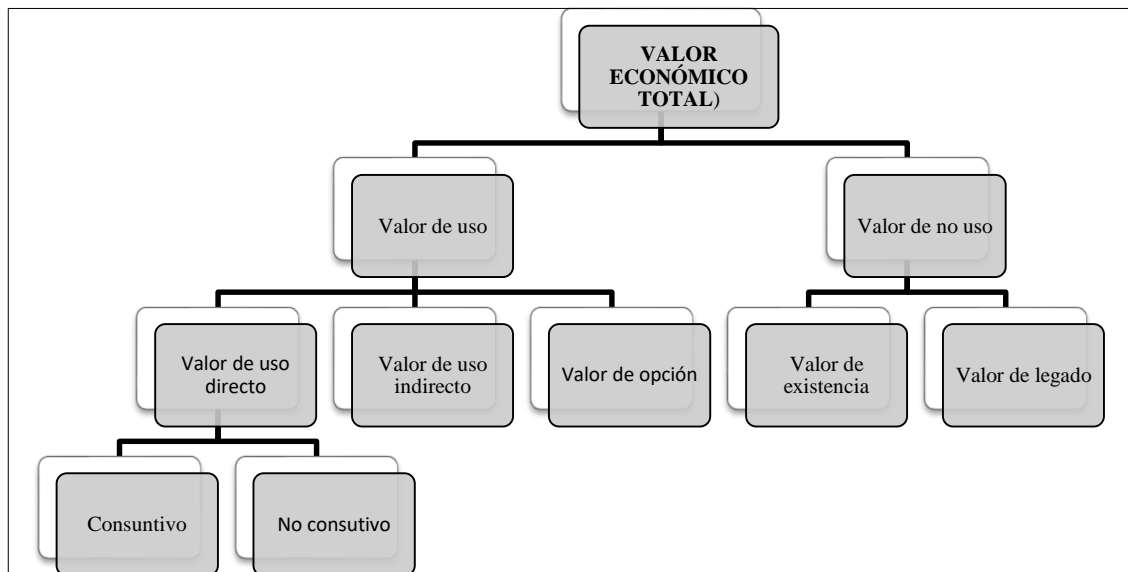 VALOR
ECONÓMICO
TOTAL)
Valor de uso
Valor de no uso
Valor de uso
directo
Valor de uso
indirecto
Valor de opción
Valor de
existencia
Valor de legado
Consuntivo
No consutivo